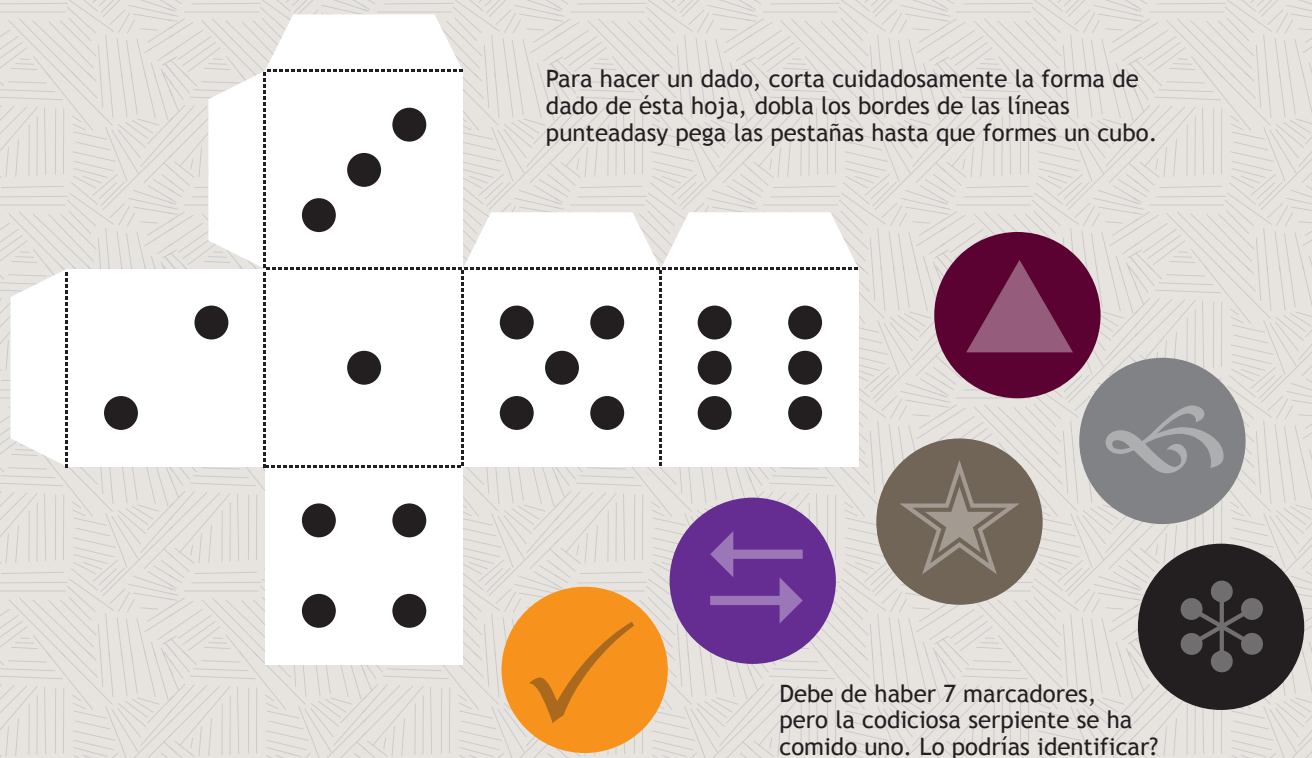 Para hacer un dado, corta cuidadosamente la forma de
dado de ésta hoja, dobla los bordes de las líneas
punteadasy pega las pestañas hasta que formes un cubo.
Debe de haber 7 marcadores,
pero la codiciosa serpiente se ha
comido uno. Lo podrías identificar?